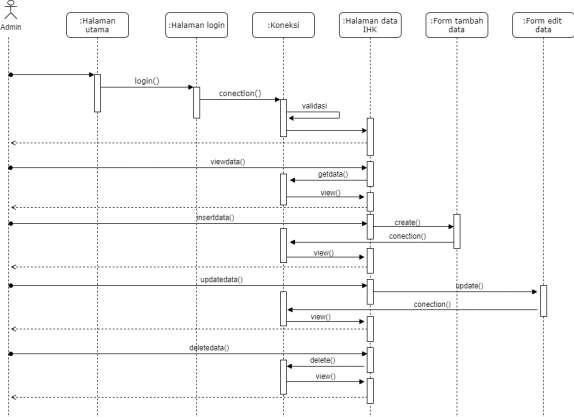 Admin
:Halaman
utama
:Halaman login
:Koneksi
:Halaman data
IHK
:Form tambah
data
:Form edit
data
login()
conection()
validasi
viewdata()
getdata()
view()
insertdata()
create()
conection()
view()
updatedata()
update()
conection()
view()
deletedata()
delete()
view()